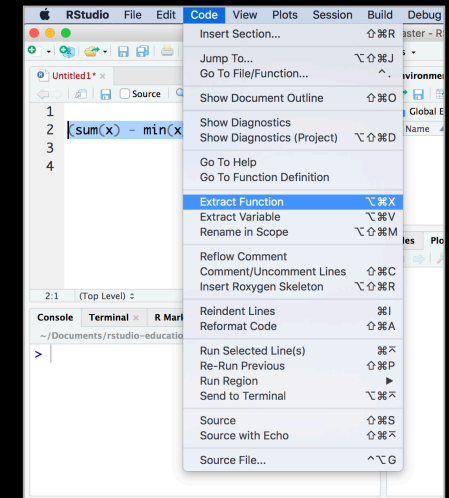 RStudio File Edit Code View Plots Session Build Debug
Insert Section... ⇧⌘R
Jump To... ⌥⇧⌘J
Go To File/Function... ^.
Show Document Outline ⇧⌘O
Show Diagnostics
Show Diagnostics (Project) ⌥⇧⌘D
Go To Help
Go To Function Definition
Extract Function ⌥⌘X
Extract Variable ⌥⌘V
Rename in Scope ⌥⇧⌘M
Reflow Comment
Comment/Uncomment Lines ⇧⌘C
Insert Roxygen Skeleton ⌥⇧⌘R
Reindent Lines ⌘I
Reformat Code ⇧⌘A
Run Selected Line(s) ⌘⌅
Re-Run Previous ⇧⌘P
Run Region ▶
Send to Terminal ⌥⌘⌅
Source ⇧⌘S
Source with Echo ⇧⌘⌅
Source File... ^⌥G
aster - RS
Untitled1* ×
Source
1
2 (sum(x) - min(x
3
4
2:1 (Top Level)
Console Terminal × R Mark
~/Documents/rstudio-educatio
>
vironmen
Global E
Name
les Plo